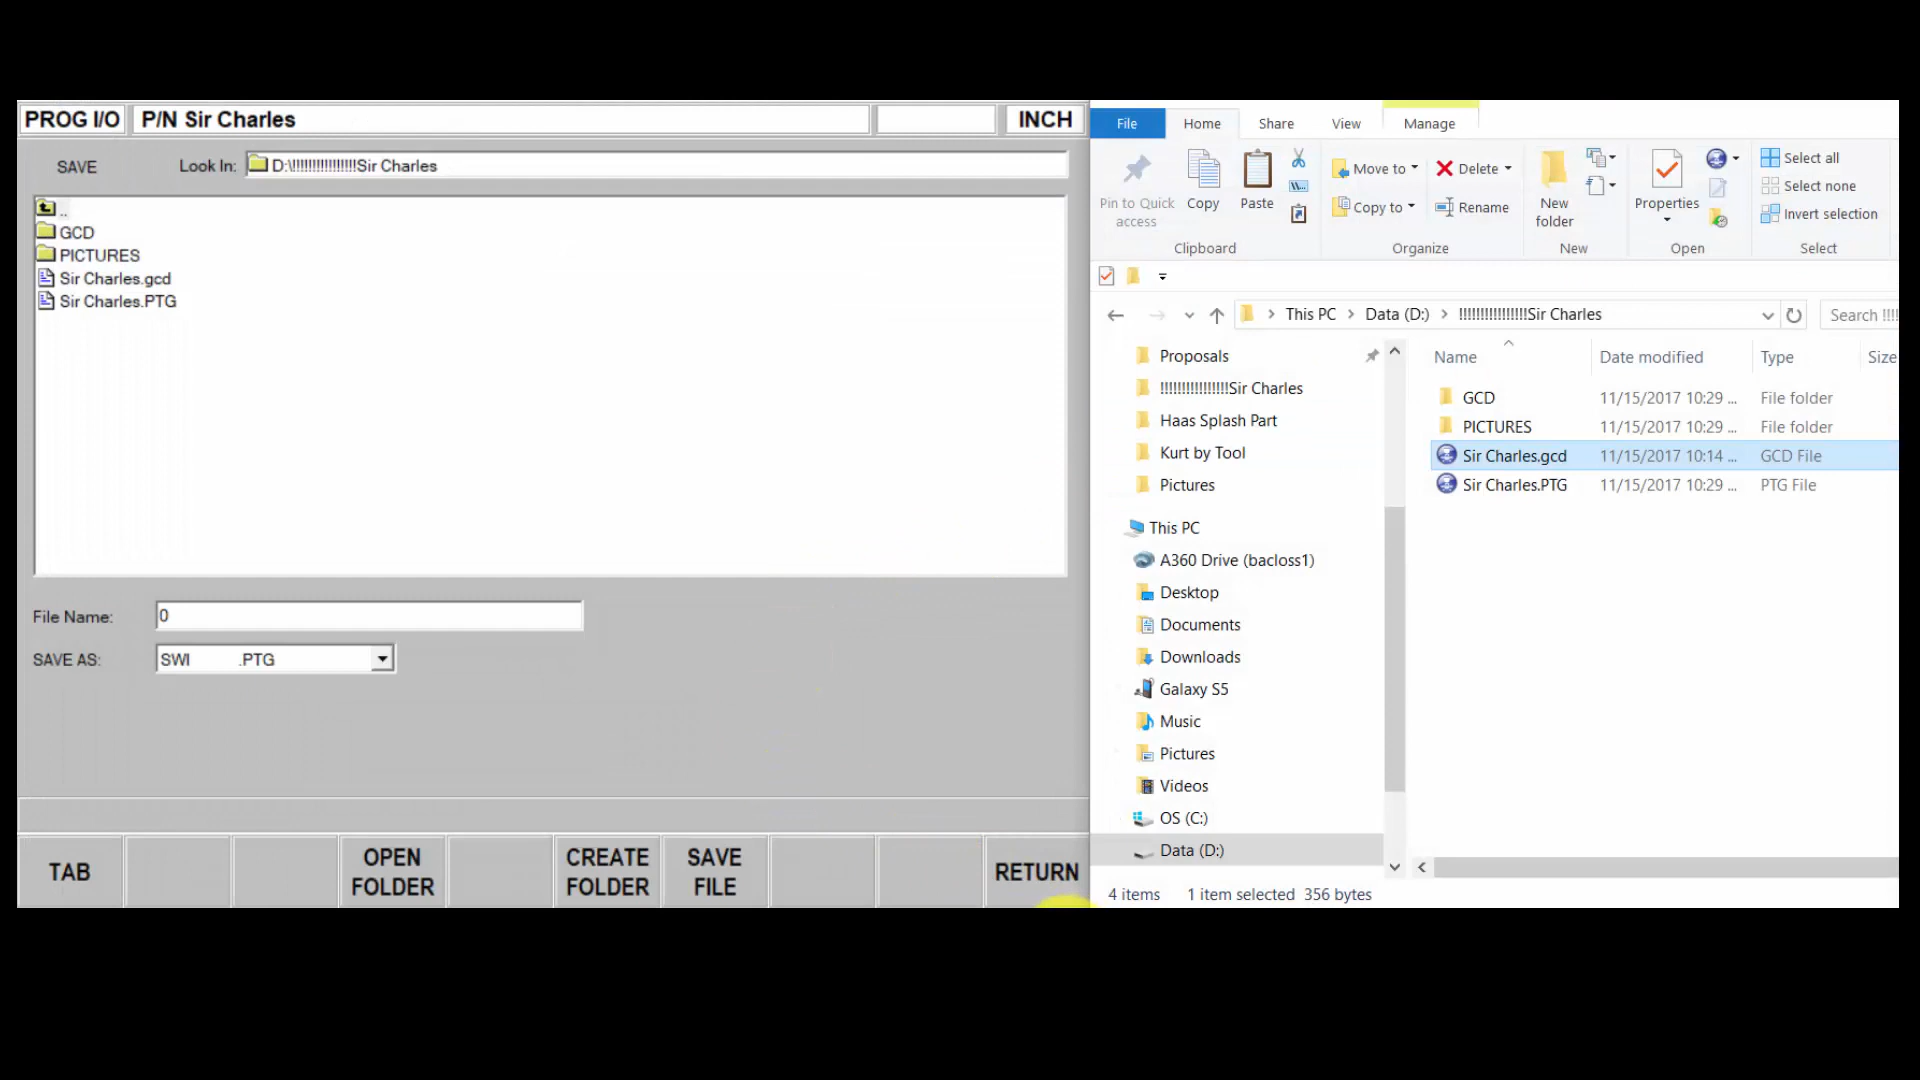 PROG I/O
P/N Sir Charles
INCH
SAVE
Look In:
D:\!!!!!!!!!!!!!!!!Sir Charles
..
GCD
PICTURES
Sir Charles.gcd
Sir Charles.PTG
File Name:
0
SAVE AS:
SWI .PTG
TAB
OPEN FOLDER
CREATE FOLDER
SAVE FILE
RETURN
File
Home
Share
View
Manage
Pin to Quick access
Copy
Paste
Move to
Copy to
Delete
Rename
New folder
Properties
Select all
Select none
Invert selection
Clipboard
Organize
New
Open
Select
This PC
Data (D:)
!!!!!!!!!!!!!!!!Sir Charles
Search !!!!
Proposals
!!!!!!!!!!!!!!!!Sir Charles
Haas Splash Part
Kurt by Tool
Pictures
This PC
A360 Drive (bacloss1)
Desktop
Documents
Downloads
Galaxy S5
Music
Pictures
Videos
OS (C:)
Data (D:)
Name Date modified Type Size
GCD 11/15/2017 10:29 ... File folder
PICTURES 11/15/2017 10:29 ... File folder
Sir Charles.gcd 11/15/2017 10:14 ... GCD File
Sir Charles.PTG 11/15/2017 10:29 ... PTG File
4 items 1 item selected 356 bytes